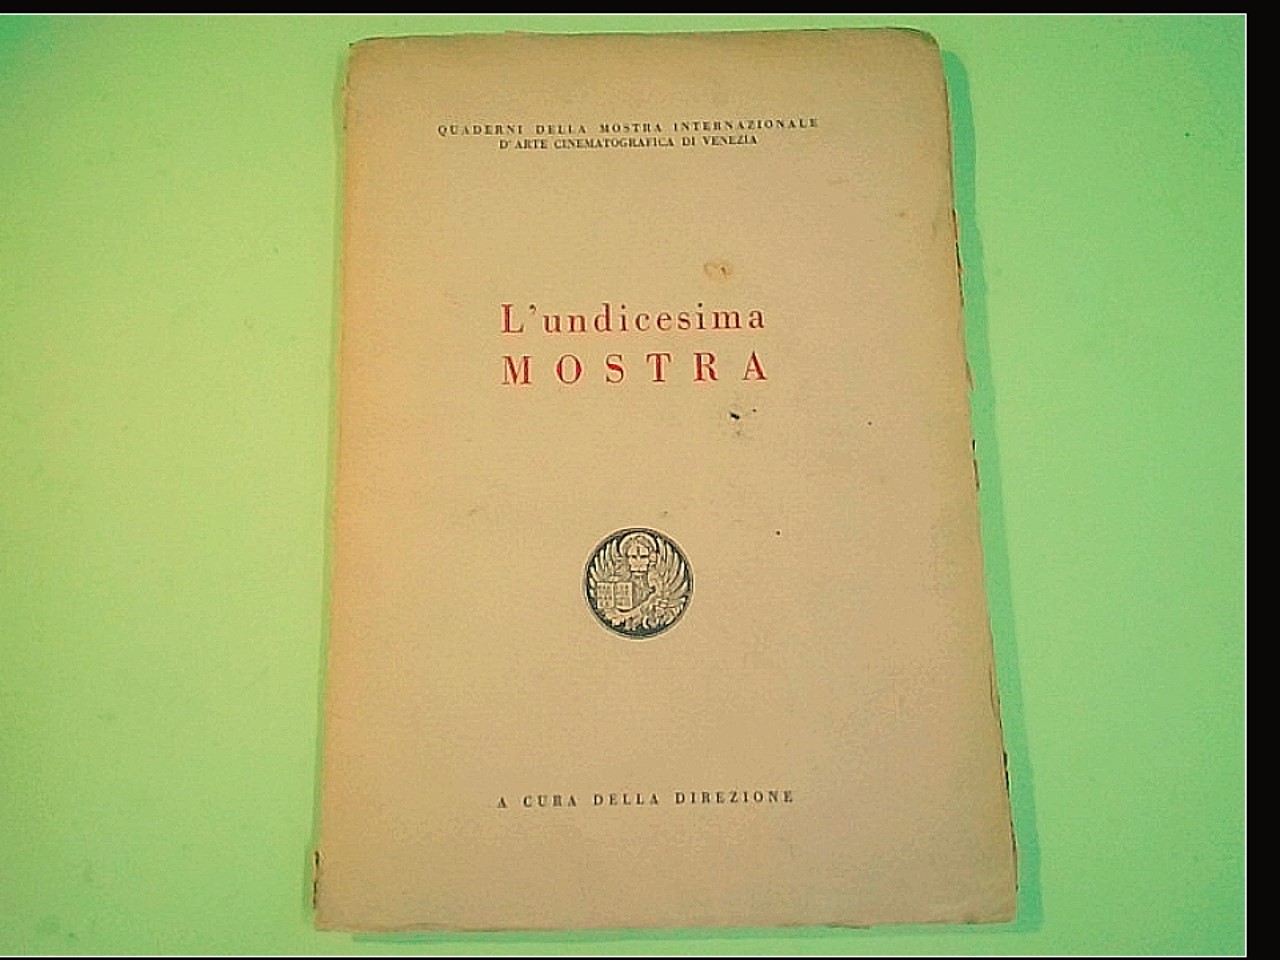 QUADERNI DELLA MOSTRA INTERNAZIONALE
D'ARTE CINEMATOGRAFICA DI VENEZIA
L'undicesima
MOSTRA
A CURA DELLA DIREZIONE